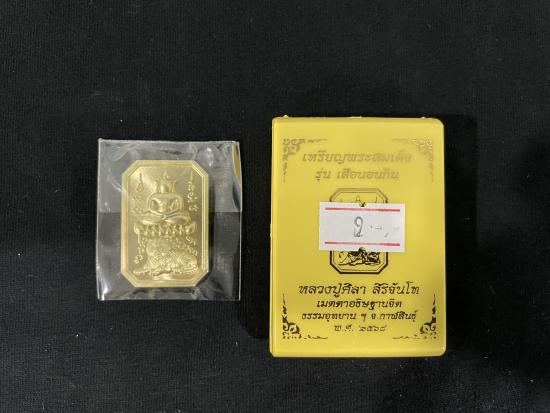 เหรียญพระสมเด็จ
รุ่น เสือนอนกิน
หลวงปู่ศิลา สิริจันโท
เมตตาอธิษฐานจิต
ธรรมอุทยาน ฯ จ.กาฬสินธุ์
พ.ศ. ๒๕๖๘